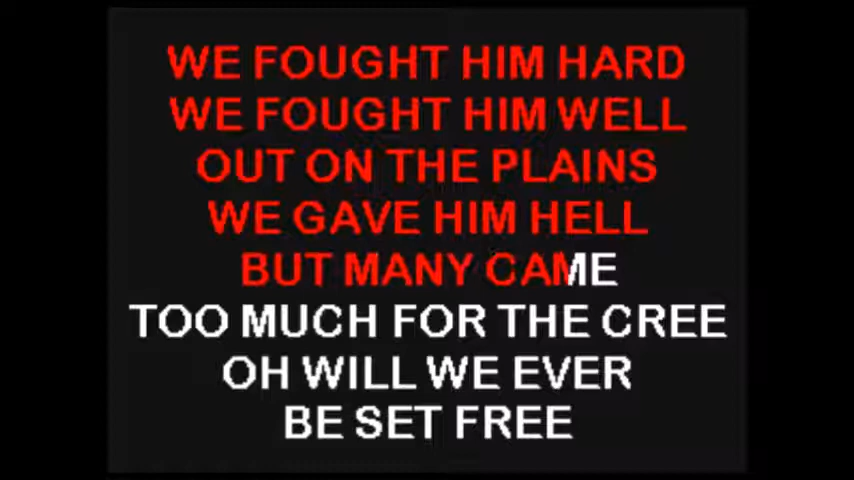 WE FOUGHT HIM HARD
WE FOUGHT HIM WELL
OUT ON THE PLAINS
WE GAVE HIM HELL
BUT MANY CAME
TOO MUCH FOR THE CREE
OH WILL WE EVER
BE SET FREE